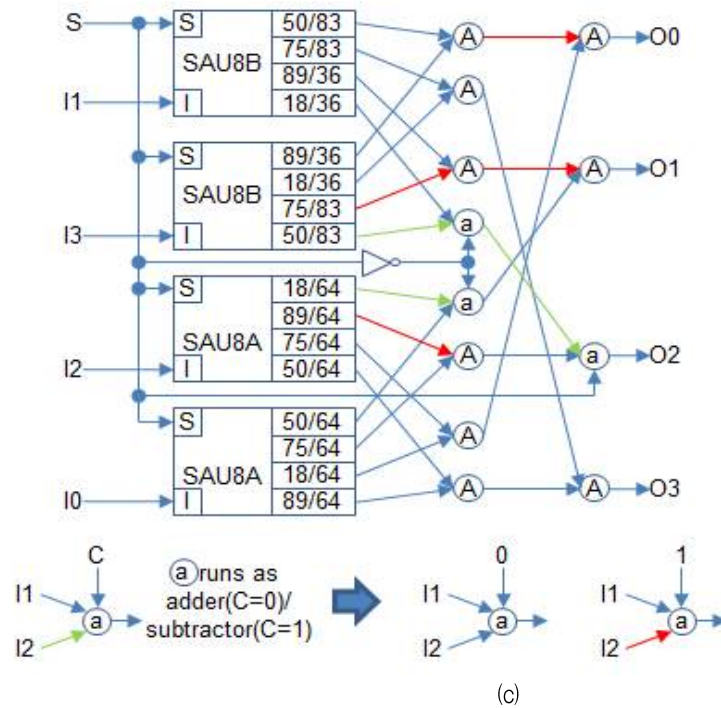 S
S
50/83
75/83
SAU8B
89/36
I1
I
18/36
S
89/36
18/36
SAU8B
75/83
I3
I
50/83
S
18/64
89/64
SAU8A
75/64
I2
I
50/64
S
50/64
75/64
SAU8A
18/64
I0
I
89/64
A
A
O0
A
A
A
O1
a
a
A
a
O2
A
A
A
O3
C
I1
a
I2
a runs as
adder(C=0)/
subtractor(C=1)
0
I1
a
I2
1
I1
a
I2
(c)